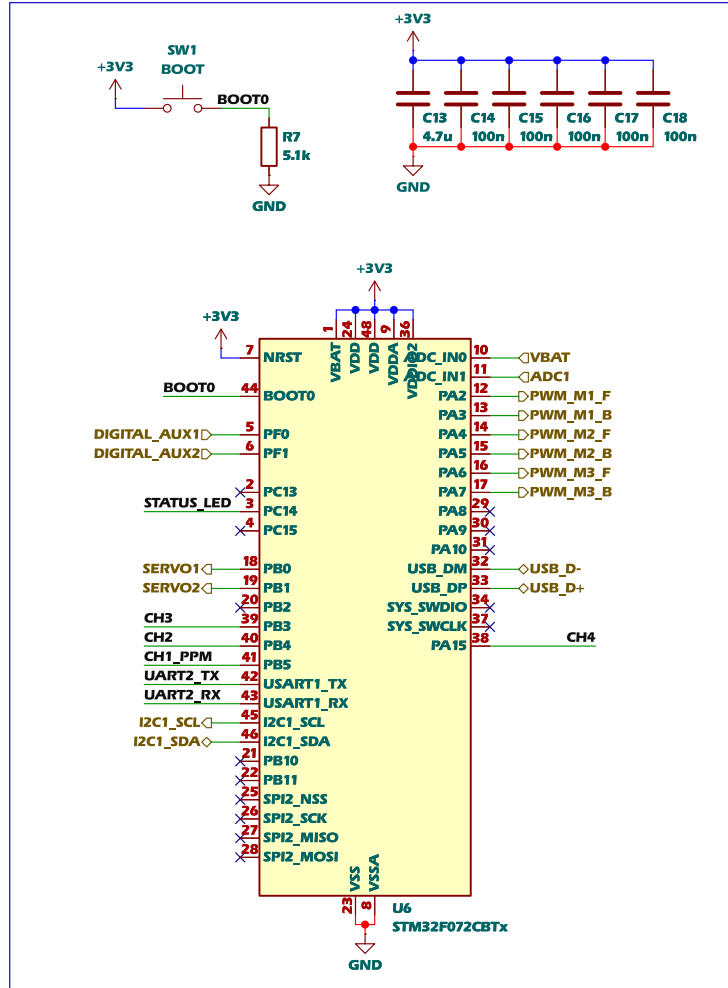 +3V3
SW1
BOOT
+3V3
BOOT0
R7
5.1k
GND
C13
4.7u
C14
100n
C15
100n
C16
100n
C17
100n
C18
100n
GND
+3V3
+3V3
1
24
48
9
36
VBAT
VDD
VDD
VDDA
VDDIO2
7
NRST
BOOT0
44
BOOT0
DIGITAL_AUX1
5
PF0
DIGITAL_AUX2
6
PF1
2
PC13
STATUS_LED
3
PC14
4
PC15
SERVO1
18
PB0
SERVO2
19
PB1
20
PB2
CH3
39
PB3
CH2
40
PB4
CH1_PPM
41
PB5
UART2_TX
42
USART1_TX
UART2_RX
43
USART1_RX
I2C1_SCL
45
I2C1_SCL
I2C1_SDA
46
I2C1_SDA
21
PB10
22
PB11
25
SPI2_NSS
26
SPI2_SCK
27
SPI2_MISO
28
SPI2_MOSI
ADC_IN0
10
VBAT
ADC_IN1
11
ADC1
PA2
12
PWM_M1_F
PA3
13
PWM_M1_B
PA4
14
PWM_M2_F
PA5
15
PWM_M2_B
PA6
16
PWM_M3_F
PA7
17
PWM_M3_B
PA8
29
PA9
30
PA10
31
USB_DM
32
USB_D-
USB_DP
33
USB_D+
SYS_SWDIO
34
SYS_SWCLK
37
PA15
38
CH4
VSS
VSSA
23
8
U6
STM32F072CBTx
GND